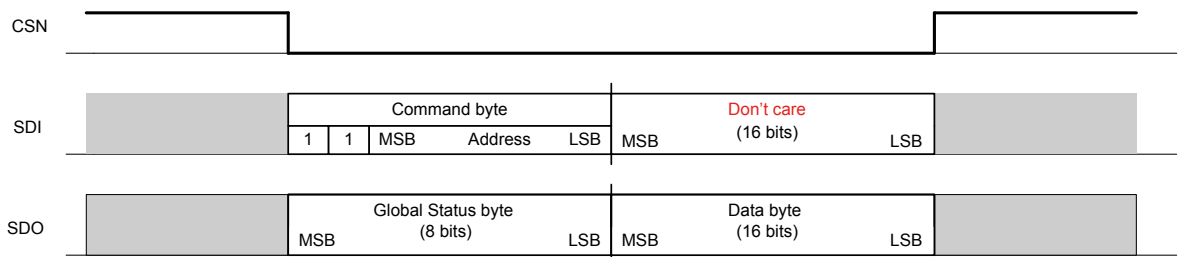 CSN
SDI
Command byte
1 1 MSB Address LSB
Don't care
(16 bits)
MSB LSB
SDO
Global Status byte
(8 bits)
MSB LSB
Data byte
(16 bits)
MSB LSB